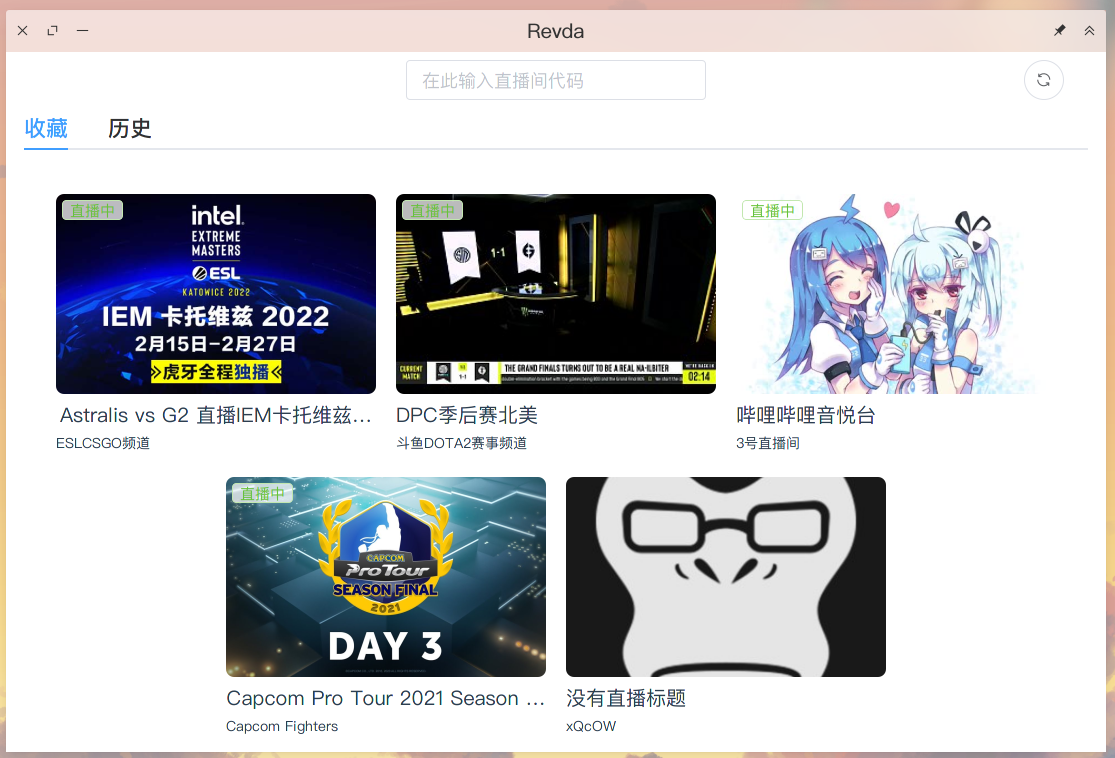 Revda
在此输入直播间代码
收藏
历史
直播中
intel.
EXTREME
MASTERS
ESL
KATOWICE 2022
IEM 卡托维兹 2022
2月15日-2月27日
虎牙全程独播
Astralis vs G2 直播IEM卡托维兹...
ESLCSGO频道
直播中
1-1
CURRENT
MATCH
1-1
THE GRAND FINALS TURNS OUT TO BE A REAL NA-ILBITER
02:14
DPC季后赛北美
斗鱼DOTA2赛事频道
直播中
哔哩哔哩音悦台
3号直播间
直播中
CAPCOM
Pro Tour
SEASON FINAL
2021
DAY 3
Capcom Pro Tour 2021 Season ...
Capcom Fighters
没有直播标题
xQcOW